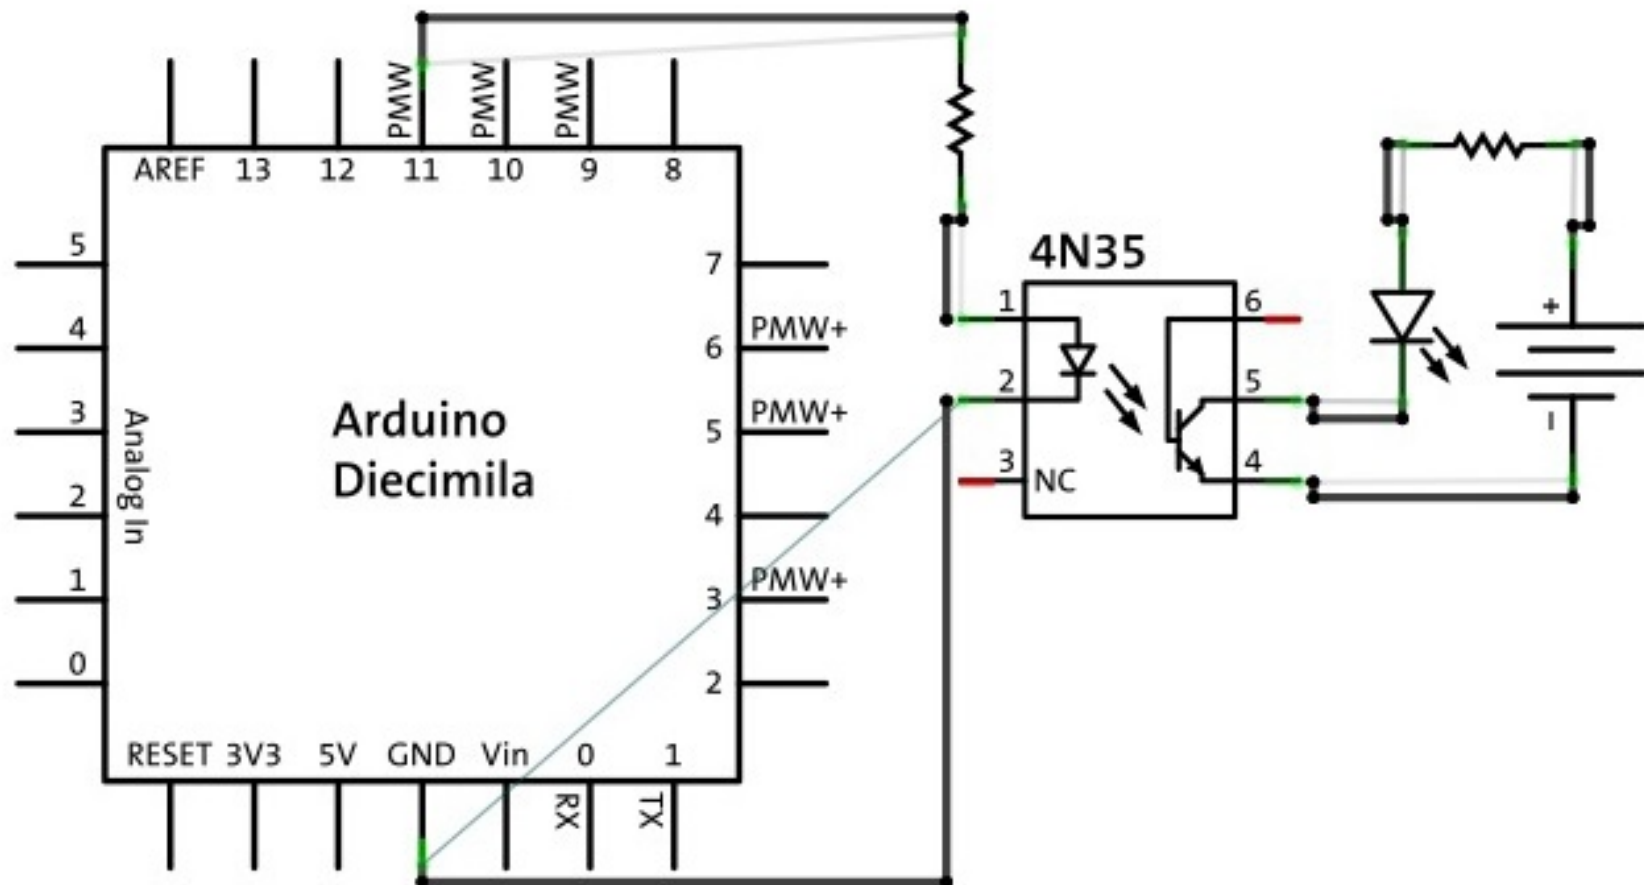 PMW PMW PMW
AREF 13 12 11 10 9 8
5
4
3
2
1
0
Analog In
Arduino
Diecimila
7
6 PMW+
5 PMW+
4
3 PMW+
2
RESET 3V3 5V GND Vin 0 1
RX TX
4N35
1
2
3 NC
6
5
4
+
–